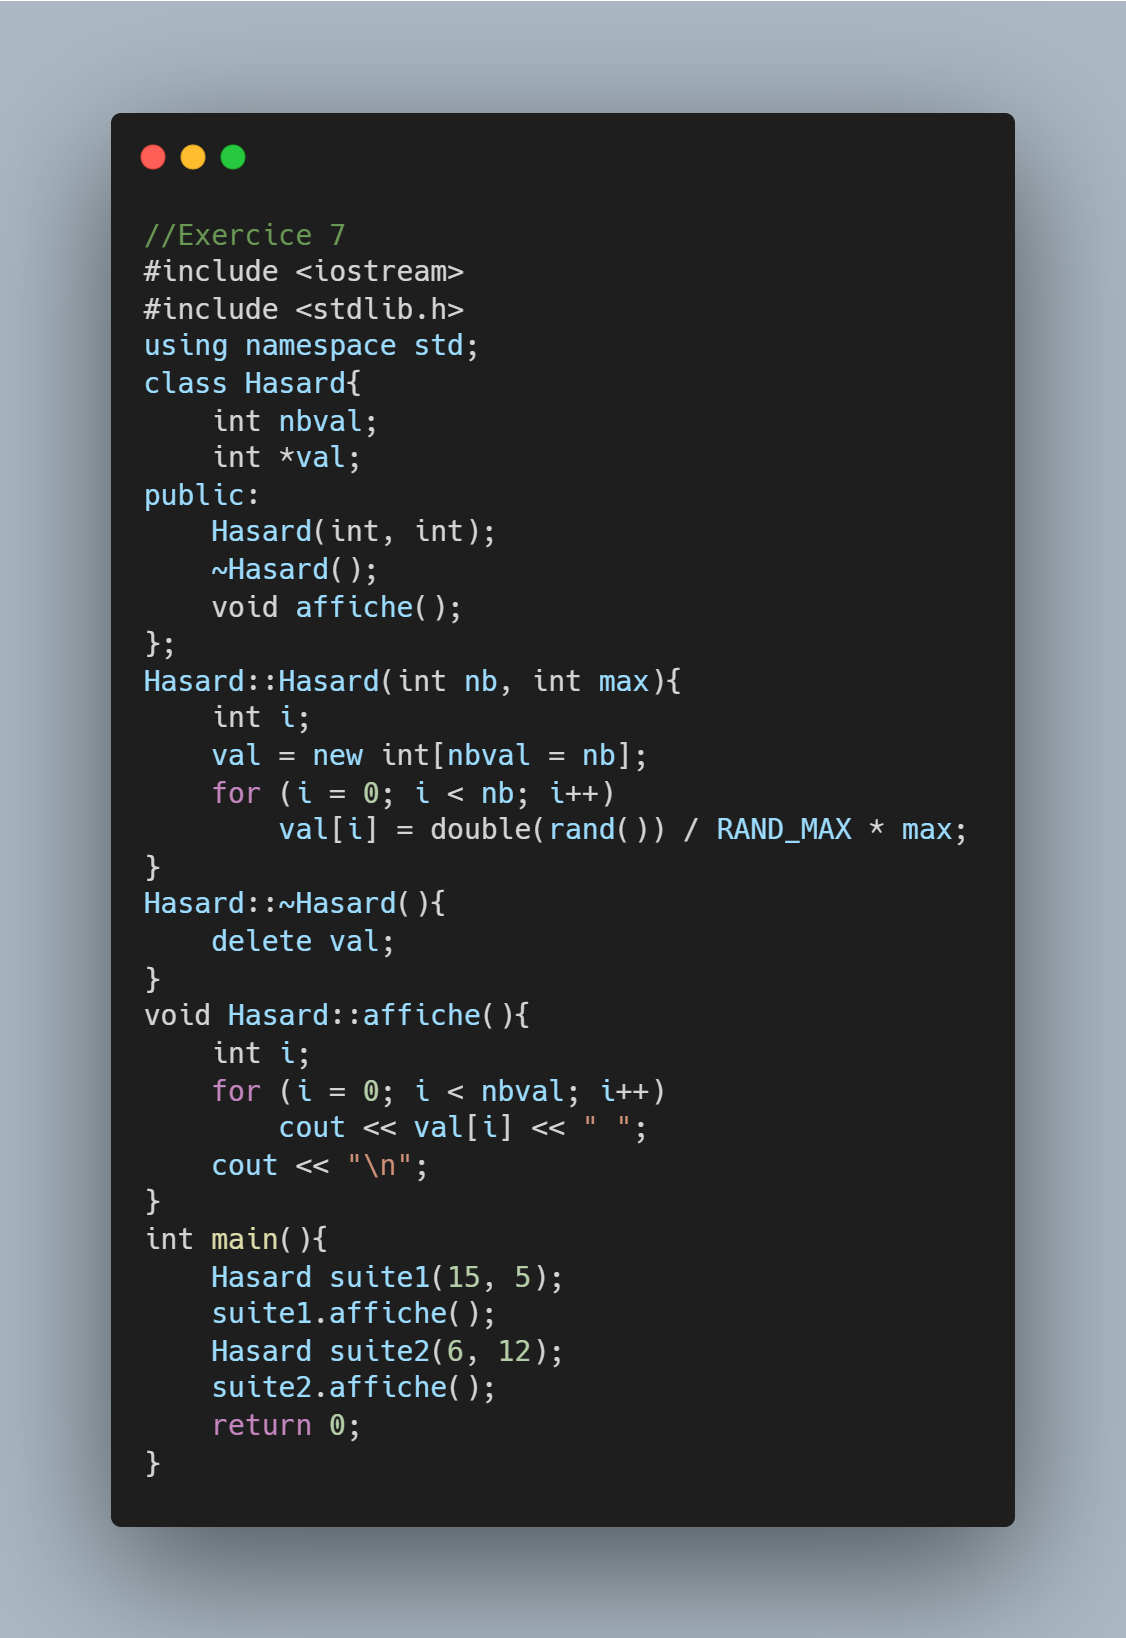 //Exercice 7
#include <iostream>
#include <stdlib.h>
using namespace std;
class Hasard{
    int nbval;
    int *val;
public:
    Hasard(int, int);
    ~Hasard();
    void affiche();
};
Hasard::Hasard(int nb, int max){
    int i;
    val = new int[nbval = nb];
    for (i = 0; i < nb; i++)
        val[i] = double(rand()) / RAND_MAX * max;
}
Hasard::~Hasard(){
    delete val;
}
void Hasard::affiche(){
    int i;
    for (i = 0; i < nbval; i++)
        cout << val[i] << " ";
    cout << "\n";
}
int main(){
    Hasard suite1(15, 5);
    suite1.affiche();
    Hasard suite2(6, 12);
    suite2.affiche();
    return 0;
}